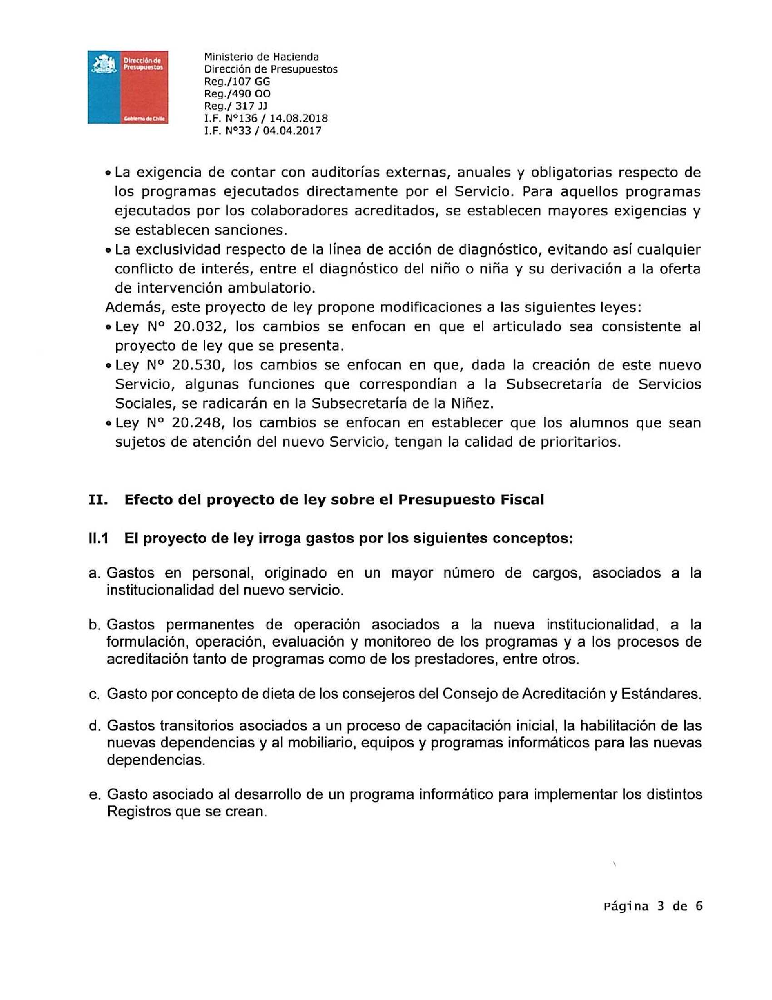 Dirección de
Presupuestos
Gobierno de Chile
Ministerio de Hacienda
Dirección de Presupuestos
Reg./107 GG
Reg./490 OO
Reg./ 317 JJ
I.F. N°136 / 14.08.2018
I.F. N°33 / 04.04.2017
• La exigencia de contar con auditorías externas, anuales y obligatorias respecto de
los programas ejecutados directamente por el Servicio. Para aquellos programas
ejecutados por los colaboradores acreditados, se establecen mayores exigencias y
se establecen sanciones.
• La exclusividad respecto de la línea de acción de diagnóstico, evitando así cualquier
conflicto de interés, entre el diagnóstico del niño o niña y su derivación a la oferta
de intervención ambulatorio.
Además, este proyecto de ley propone modificaciones a las siguientes leyes:
• Ley N° 20.032, los cambios se enfocan en que el articulado sea consistente al
proyecto de ley que se presenta.
• Ley N° 20.530, los cambios se enfocan en que, dada la creación de este nuevo
Servicio, algunas funciones que correspondían a la Subsecretaría de Servicios
Sociales, se radicarán en la Subsecretaría de la Niñez.
• Ley N° 20.248, los cambios se enfocan en establecer que los alumnos que sean
sujetos de atención del nuevo Servicio, tengan la calidad de prioritarios.
II. Efecto del proyecto de ley sobre el Presupuesto Fiscal
II.1 El proyecto de ley irroga gastos por los siguientes conceptos:
a. Gastos en personal, originado en un mayor número de cargos, asociados a la
institucionalidad del nuevo servicio.
b. Gastos permanentes de operación asociados a la nueva institucionalidad, a la
formulación, operación, evaluación y monitoreo de los programas y a los procesos de
acreditación tanto de programas como de los prestadores, entre otros.
c. Gasto por concepto de dieta de los consejeros del Consejo de Acreditación y Estándares.
d. Gastos transitorios asociados a un proceso de capacitación inicial, la habilitación de las
nuevas dependencias y al mobiliario, equipos y programas informáticos para las nuevas
dependencias.
e. Gasto asociado al desarrollo de un programa informático para implementar los distintos
Registros que se crean.
Página 3 de 6